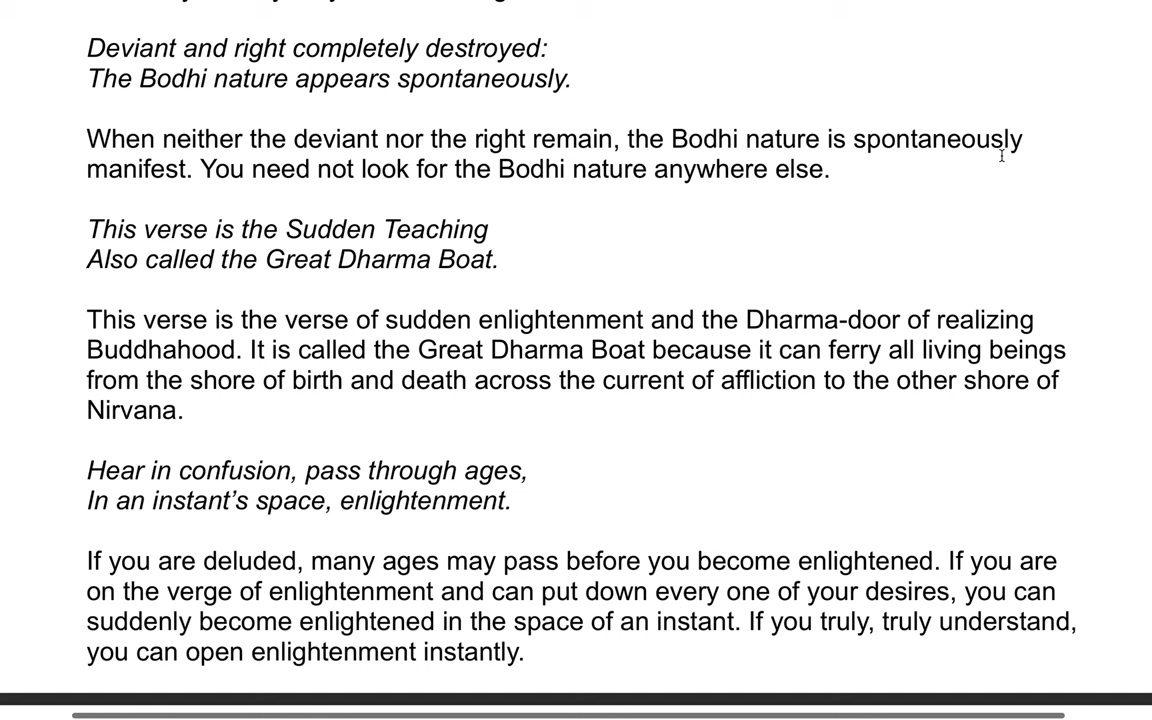 Deviant and right completely destroyed:
The Bodhi nature appears spontaneously.
When neither the deviant nor the right remain, the Bodhi nature is spontaneously
manifest. You need not look for the Bodhi nature anywhere else.
This verse is the Sudden Teaching
Also called the Great Dharma Boat.
This verse is the verse of sudden enlightenment and the Dharma-door of realizing
Buddhahood. It is called the Great Dharma Boat because it can ferry all living beings
from the shore of birth and death across the current of affliction to the other shore of
Nirvana.
Hear in confusion, pass through ages,
In an instant’s space, enlightenment.
If you are deluded, many ages may pass before you become enlightened. If you are
on the verge of enlightenment and can put down every one of your desires, you can
suddenly become enlightened in the space of an instant. If you truly, truly understand,
you can open enlightenment instantly.